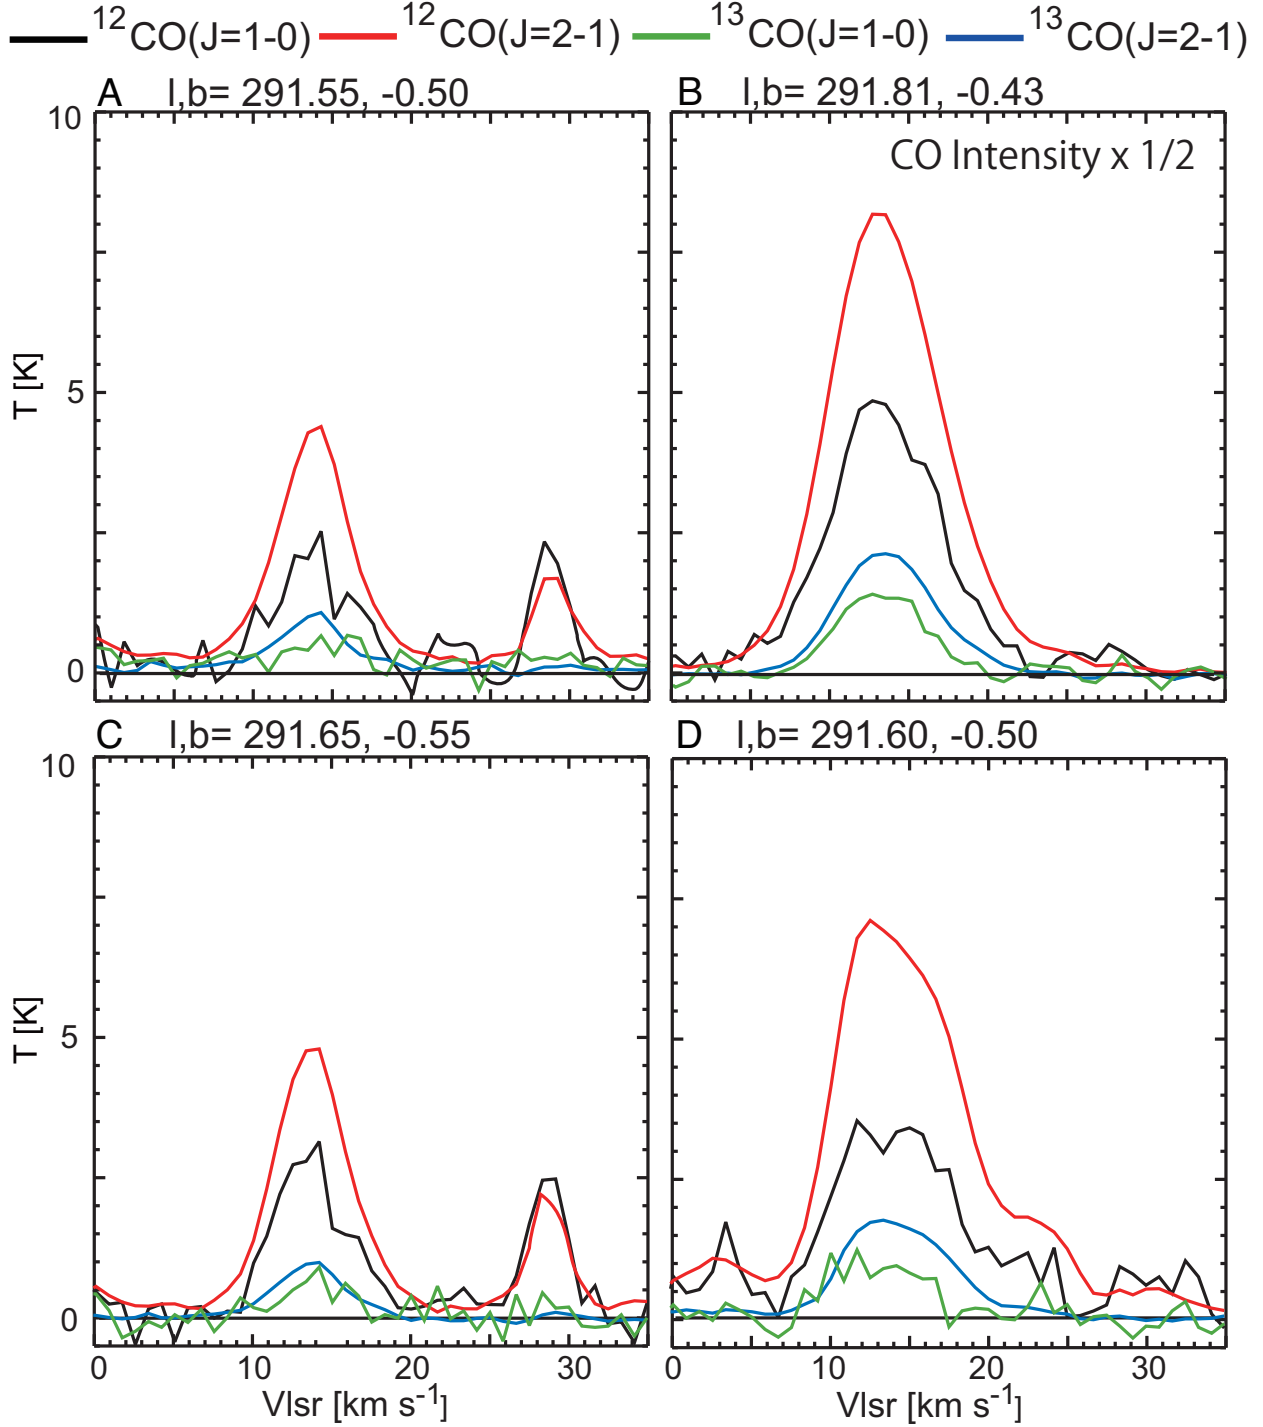 ¹²CO(J=1-0) ¹²CO(J=2-1) ¹³CO(J=1-0) ¹³CO(J=2-1)
A l,b= 291.55, -0.50
B l,b= 291.81, -0.43
10
CO Intensity x 1/2
T [K]
5
0
C l,b= 291.65, -0.55
D l,b= 291.60, -0.50
10
T [K]
5
0
0 10 20 30
0 10 20 30
Vlsr [km s⁻¹]
Vlsr [km s⁻¹]